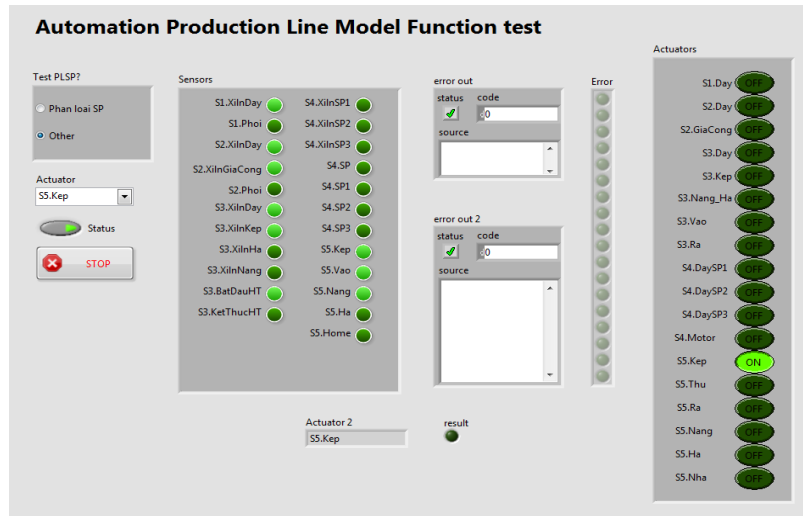 Automation Production Line Model Function test
Test PLSP?
Phan loai SP
Other
Actuator
S5.Kep
Status
STOP
Sensors
S1.XilnDay
S1.Phoi
S2.XilnDay
S2.XilnGiaCong
S2.Phoi
S3.XilnDay
S3.XilnKep
S3.XilnHa
S3.XilnNang
S3.BatDauHT
S3.KetThucHT
S4.XilnSP1
S4.XilnSP2
S4.XilnSP3
S4.SP
S4.SP1
S4.SP2
S4.SP3
S5.Kep
S5.Vao
S5.Nang
S5.Ha
S5.Home
Actuator 2
S5.Kep
error out
status code
0
source
error out 2
status code
0
source
result
Error
Actuators
S1.Day OFF
S2.Day OFF
S2.GiaCong OFF
S3.Day OFF
S3.Kep OFF
S3.Nang_Ha OFF
S3.Vao OFF
S3.Ra OFF
S4.DaySP1 OFF
S4.DaySP2 OFF
S4.DaySP3 OFF
S4.Motor OFF
S5.Kep ON
S5.Thu OFF
S5.Ra OFF
S5.Nang OFF
S5.Ha OFF
S5.Nha OFF